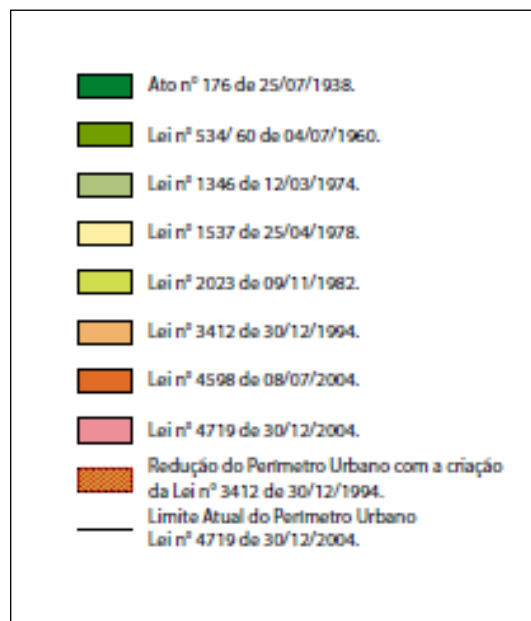 Ato nº 176 de 25/07/1938.
Lei nº 534/ 60 de 04/07/1960.
Lei nº 1346 de 12/03/1974.
Lei nº 1537 de 25/04/1978.
Lei nº 2023 de 09/11/1982.
Lei nº 3412 de 30/12/1994.
Lei nº 4598 de 08/07/2004.
Lei nº 4719 de 30/12/2004.
Redução do Perímetro Urbano com a criação
da Lei nº 3412 de 30/12/1994.
Limite Atual do Perímetro Urbano
Lei nº 4719 de 30/12/2004.